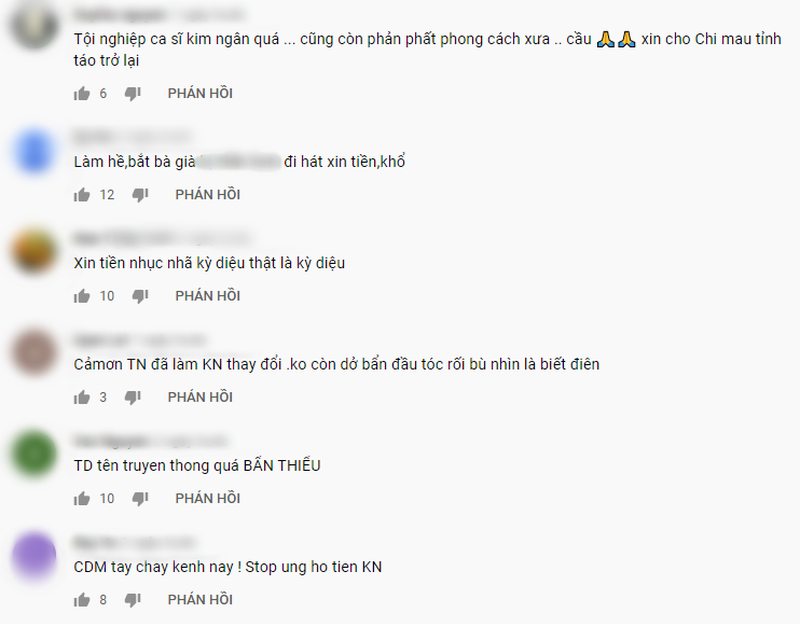 Tội nghiệp ca sĩ kim ngân quá ... cũng còn phản phất phong cách xưa .. cầu 🙏 🙏 xin cho Chi mau tỉnh
táo trở lại
6 PHẢN HỒI
Làm hề,bắt bà già đi hát xin tiền,khổ
12 PHẢN HỒI
Xin tiền nhục nhã kỳ diệu thật là kỳ diệu
10 PHẢN HỒI
Cảmơn TN đã làm KN thay đổi .ko còn dở bẩn đầu tóc rối bù nhìn là biết điên
3 PHẢN HỒI
TD tên truyen thong quá BẨN THỈU
10 PHẢN HỒI
CDM tay chay kenh nay ! Stop ung ho tien KN
8 PHẢN HỒI